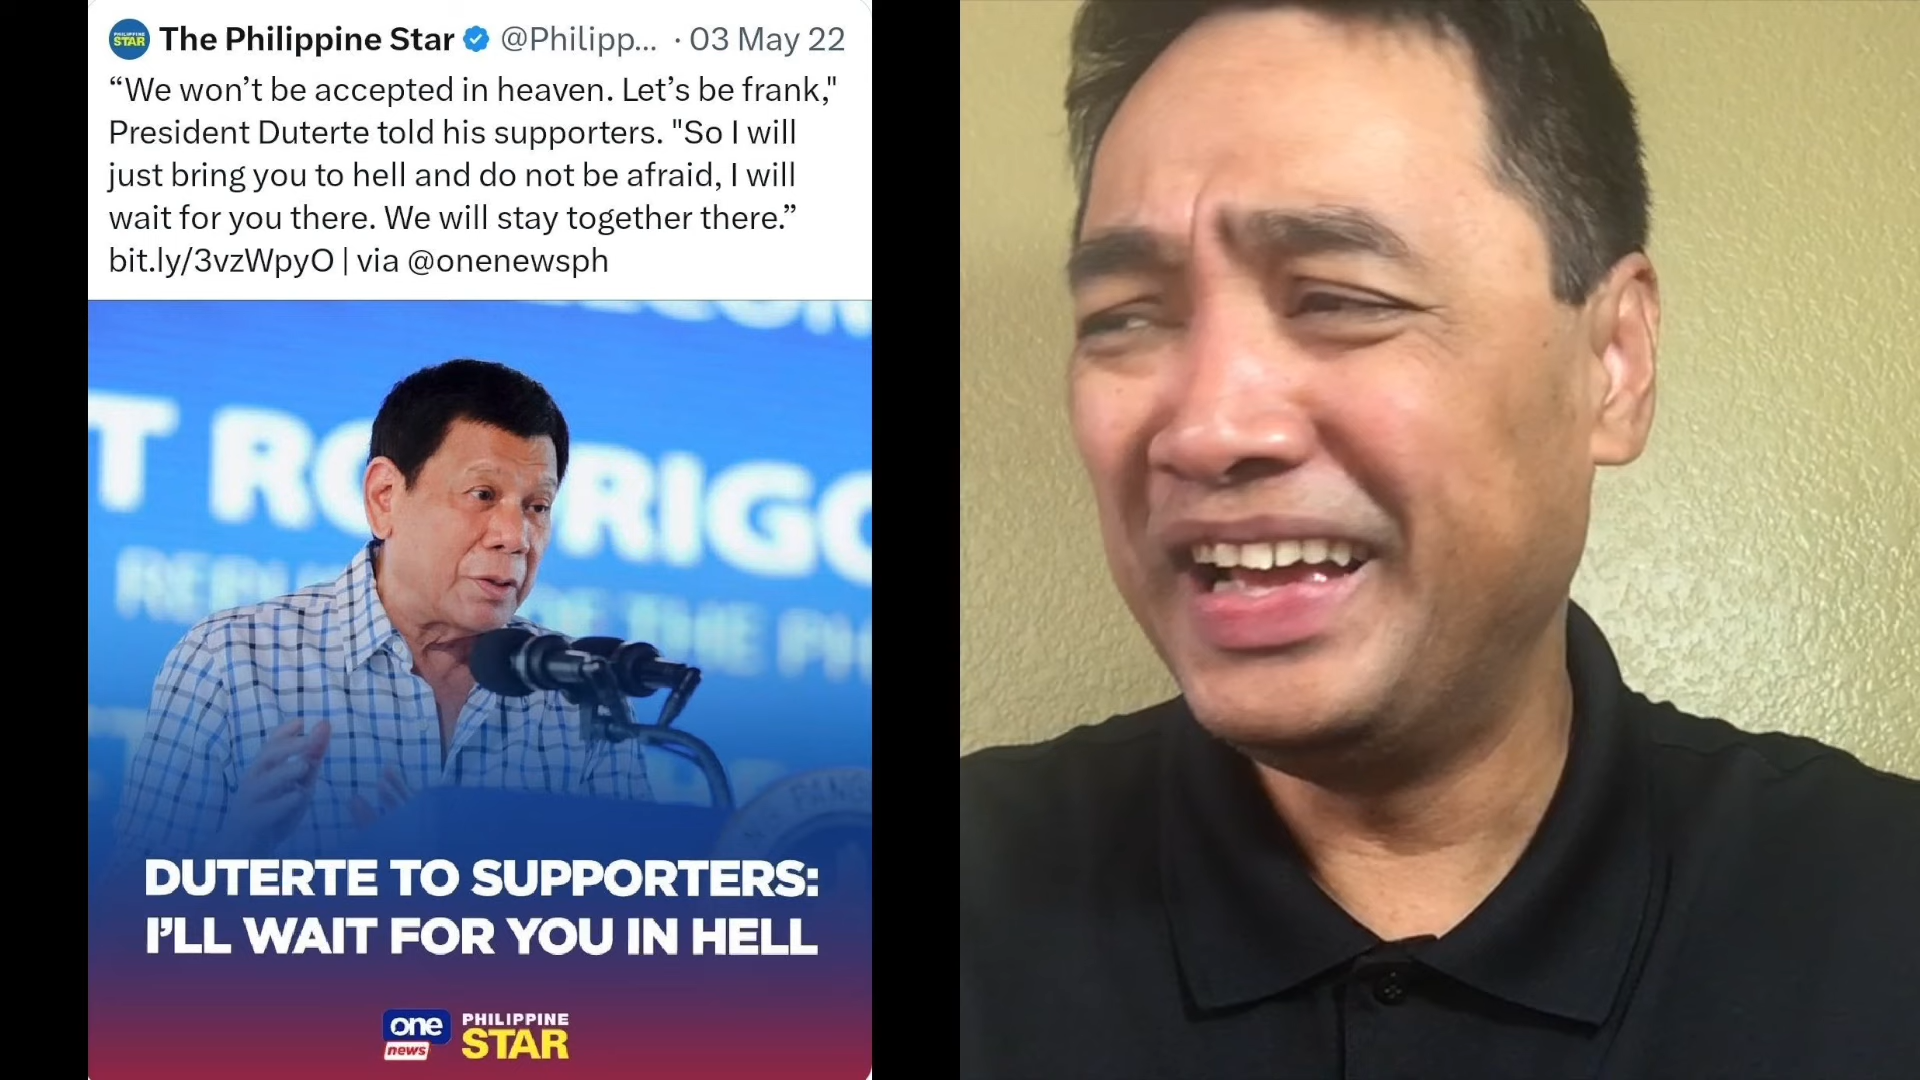 The Philippine Star @Philipp... · 03 May 22
“We won’t be accepted in heaven. Let’s be frank,"
President Duterte told his supporters. "So I will
just bring you to hell and do not be afraid, I will
wait for you there. We will stay together there.”
bit.ly/3vzWpyO | via @onenewsph
DUTERTE TO SUPPORTERS:
I’LL WAIT FOR YOU IN HELL
one
news
PHILIPPINE
STAR